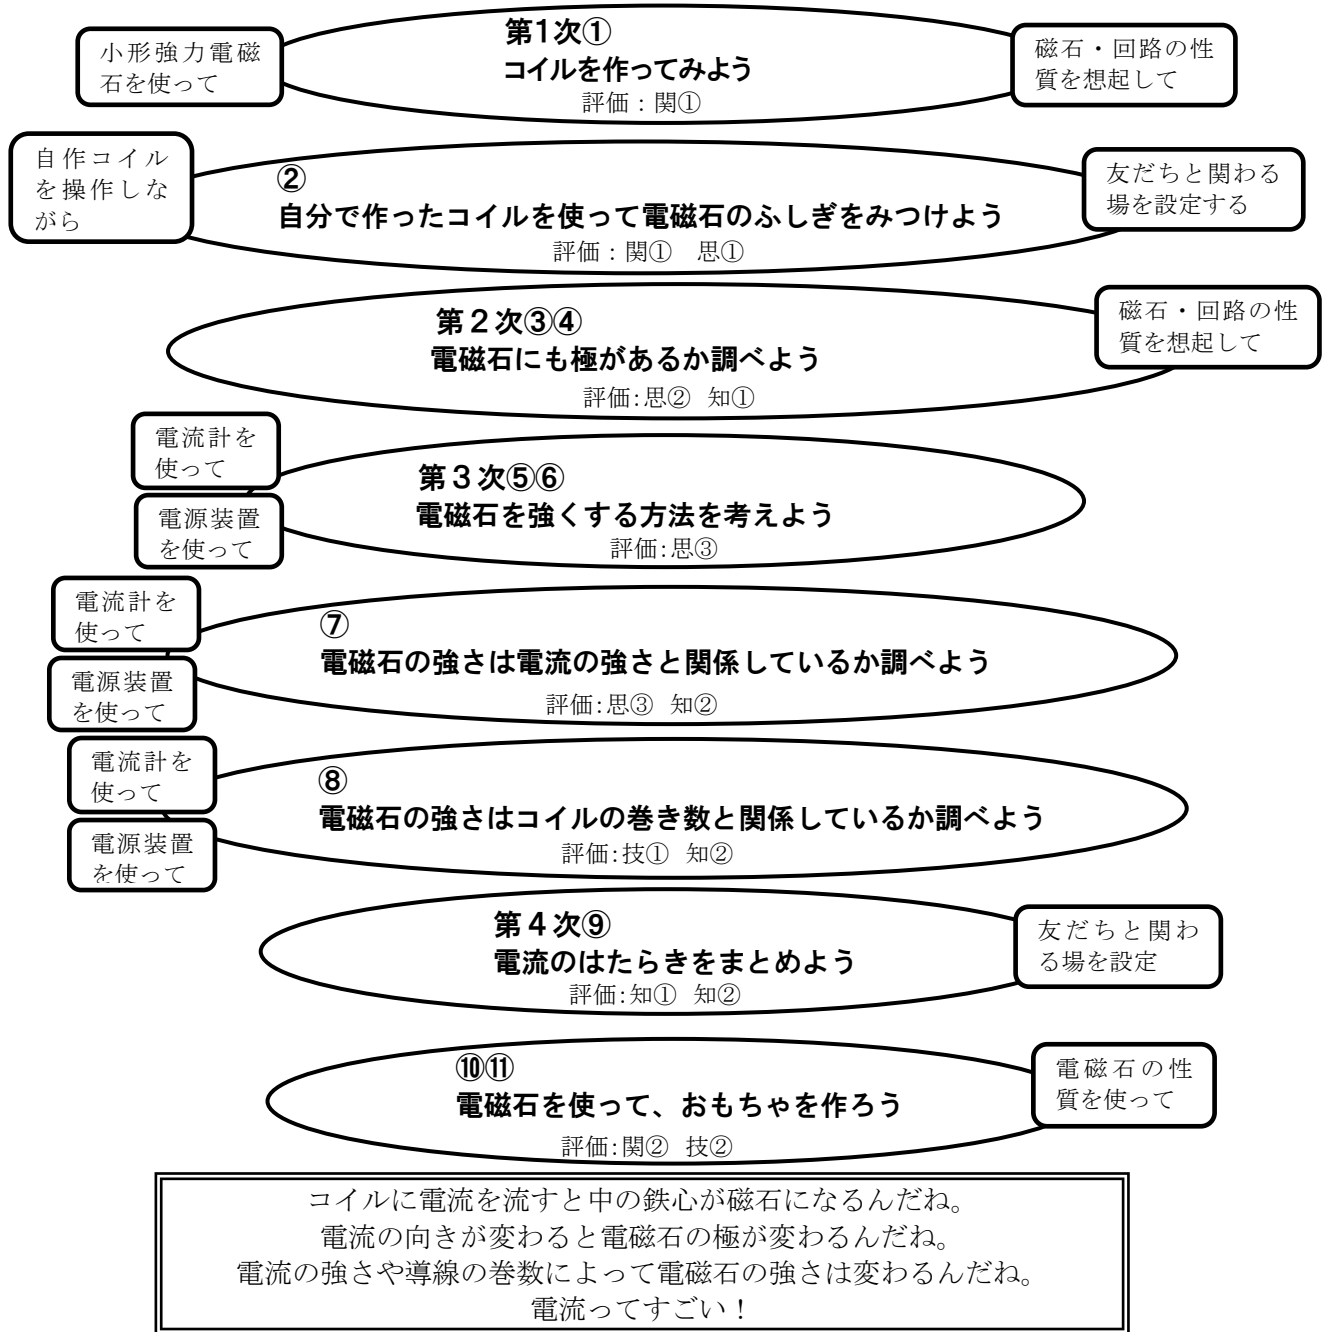 小形強力電磁
石を使って
第1次①
コイルを作ってみよう
評価：関①
磁石・回路の性
質を想起して
自作コイル
を操作しな
がら
②
自分で作ったコイルを使って電磁石のふしぎをみつけよう
評価：関①　思①
友だちと関わる
場を設定する
第２次③④
電磁石にも極があるか調べよう
評価:思②　知①
磁石・回路の性
質を想起して
電流計を
使って
電源装置
を使って
第３次⑤⑥
電磁石を強くする方法を考えよう
評価:思③
電流計を
使って
電源装置
を使って
⑦
電磁石の強さは電流の強さと関係しているか調べよう
評価:思③　知②
電流計を
使って
電源装置
を使って
⑧
電磁石の強さはコイルの巻き数と関係しているか調べよう
評価:技①　知②
第４次⑨
電流のはたらきをまとめよう
評価:知①　知②
友だちと関わ
る場を設定
⑩⑪
電磁石を使って、おもちゃを作ろう
評価:関②　技②
電磁石の性
質を使って
コイルに電流を流すと中の鉄心が磁石になるんだね。
電流の向きが変わると電磁石の極が変わるんだね。
電流の強さや導線の巻数によって電磁石の強さは変わるんだね。
電流ってすごい！